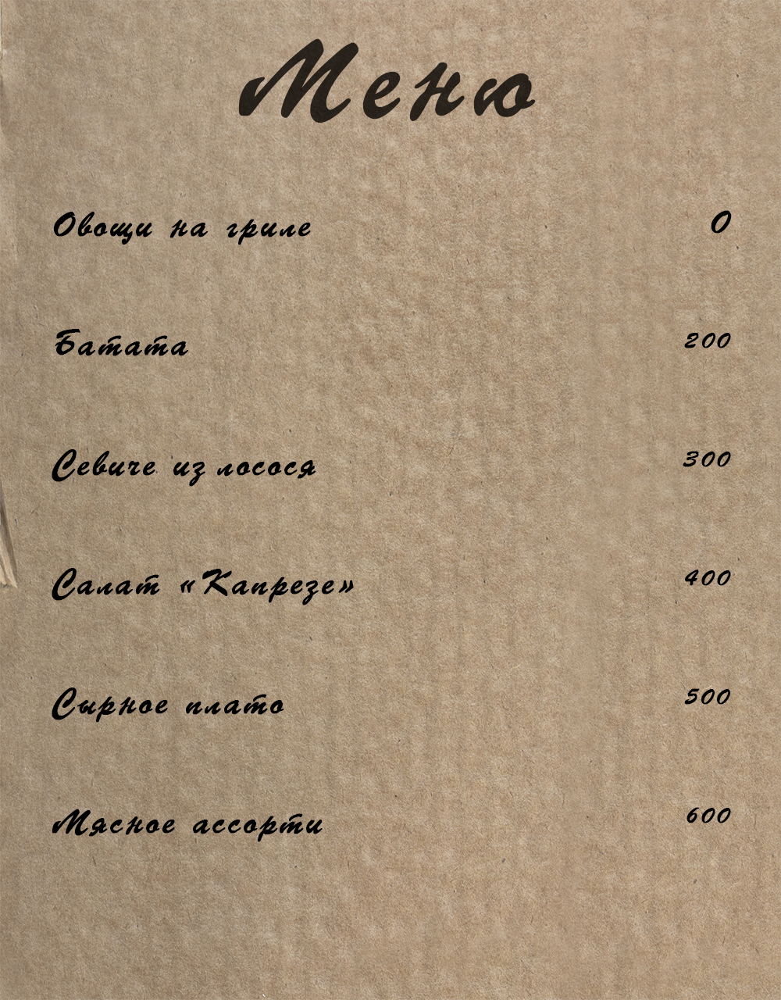 Меню
Овощи на гриле 0
Батата 200
Севиче из лосося 300
Салат «Капрезе» 400
Сырное плато 500
Мясное ассорти 600